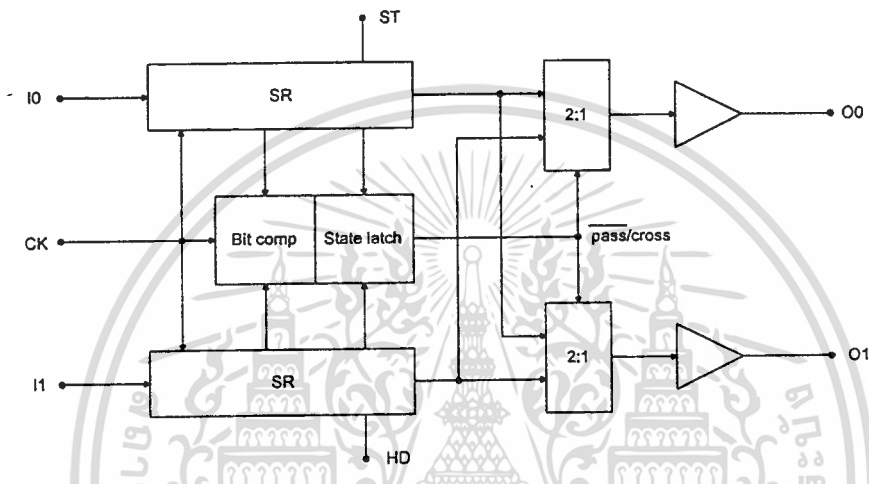 ST
I0
SR
2:1
O0
CK
Bit comp
State latch
pass/cross
I1
SR
2:1
O1
HD